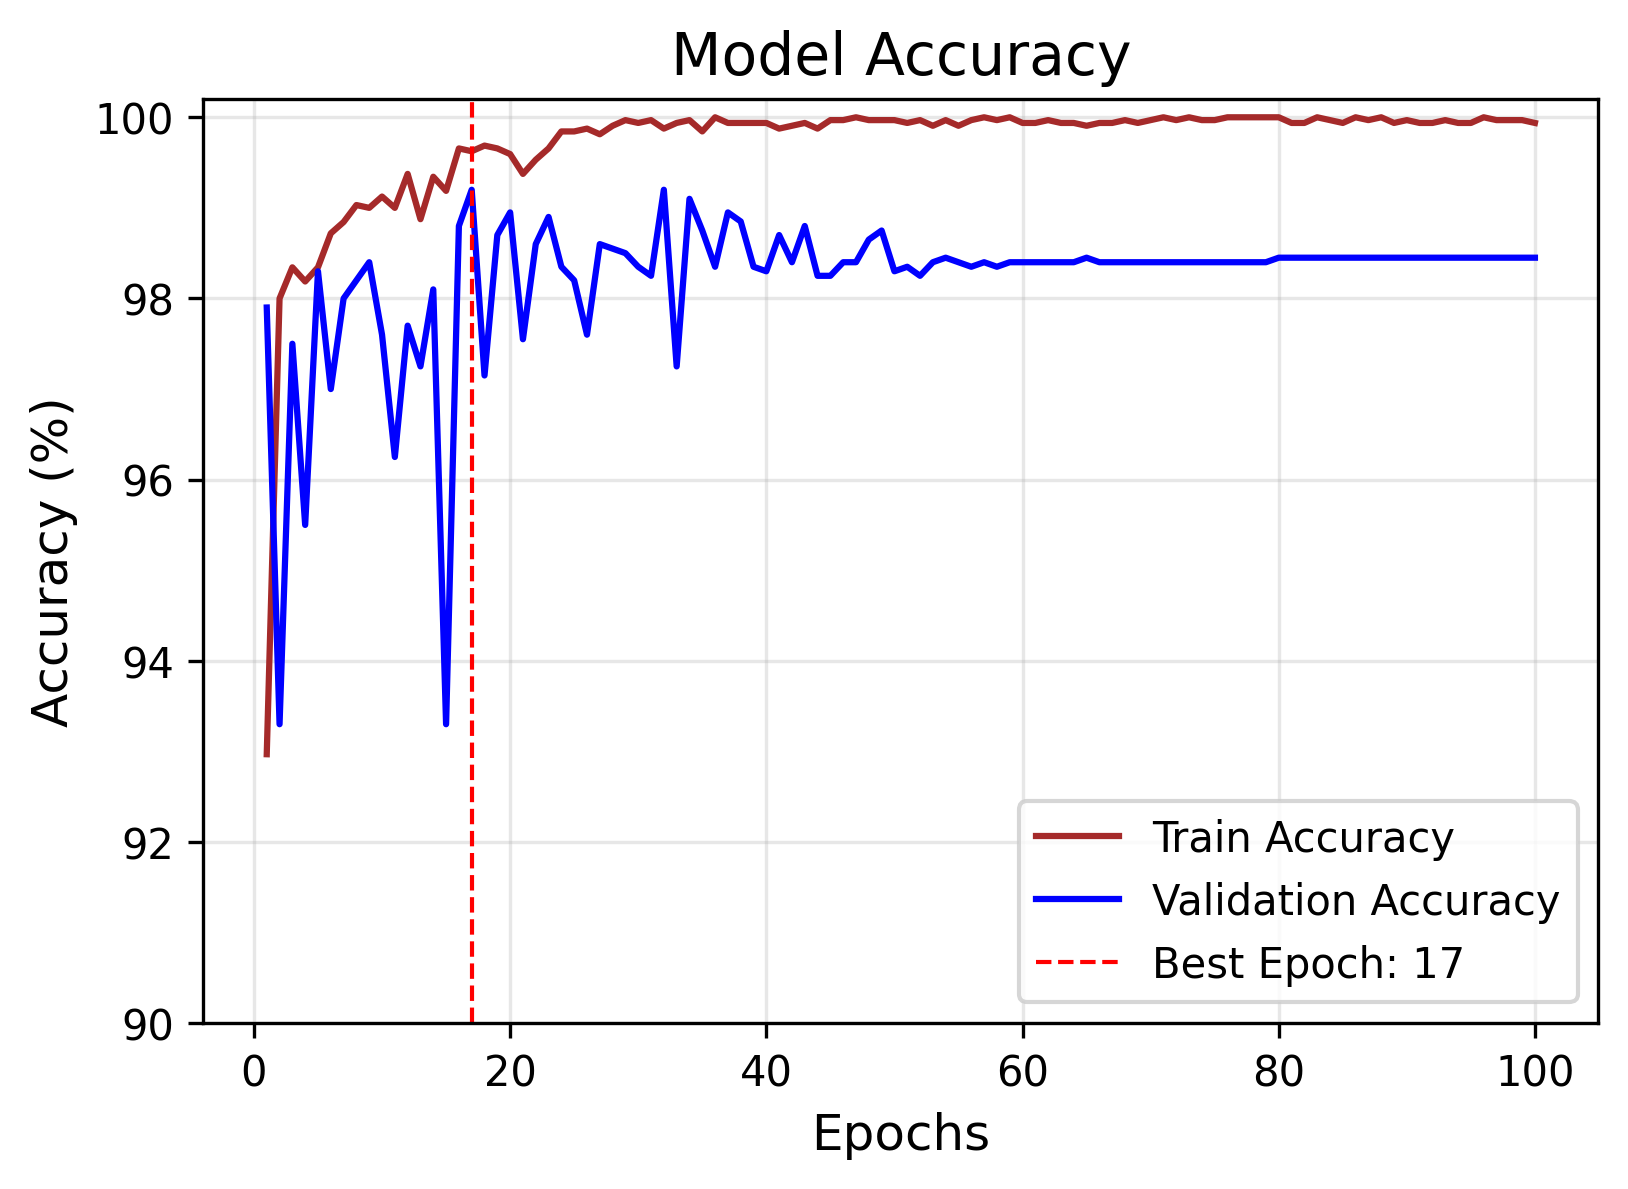 Model Accuracy
Accuracy (%)
100
98
96
94
92
90
0 20 40 60 80 100
Epochs
Train Accuracy
Validation Accuracy
Best Epoch: 17